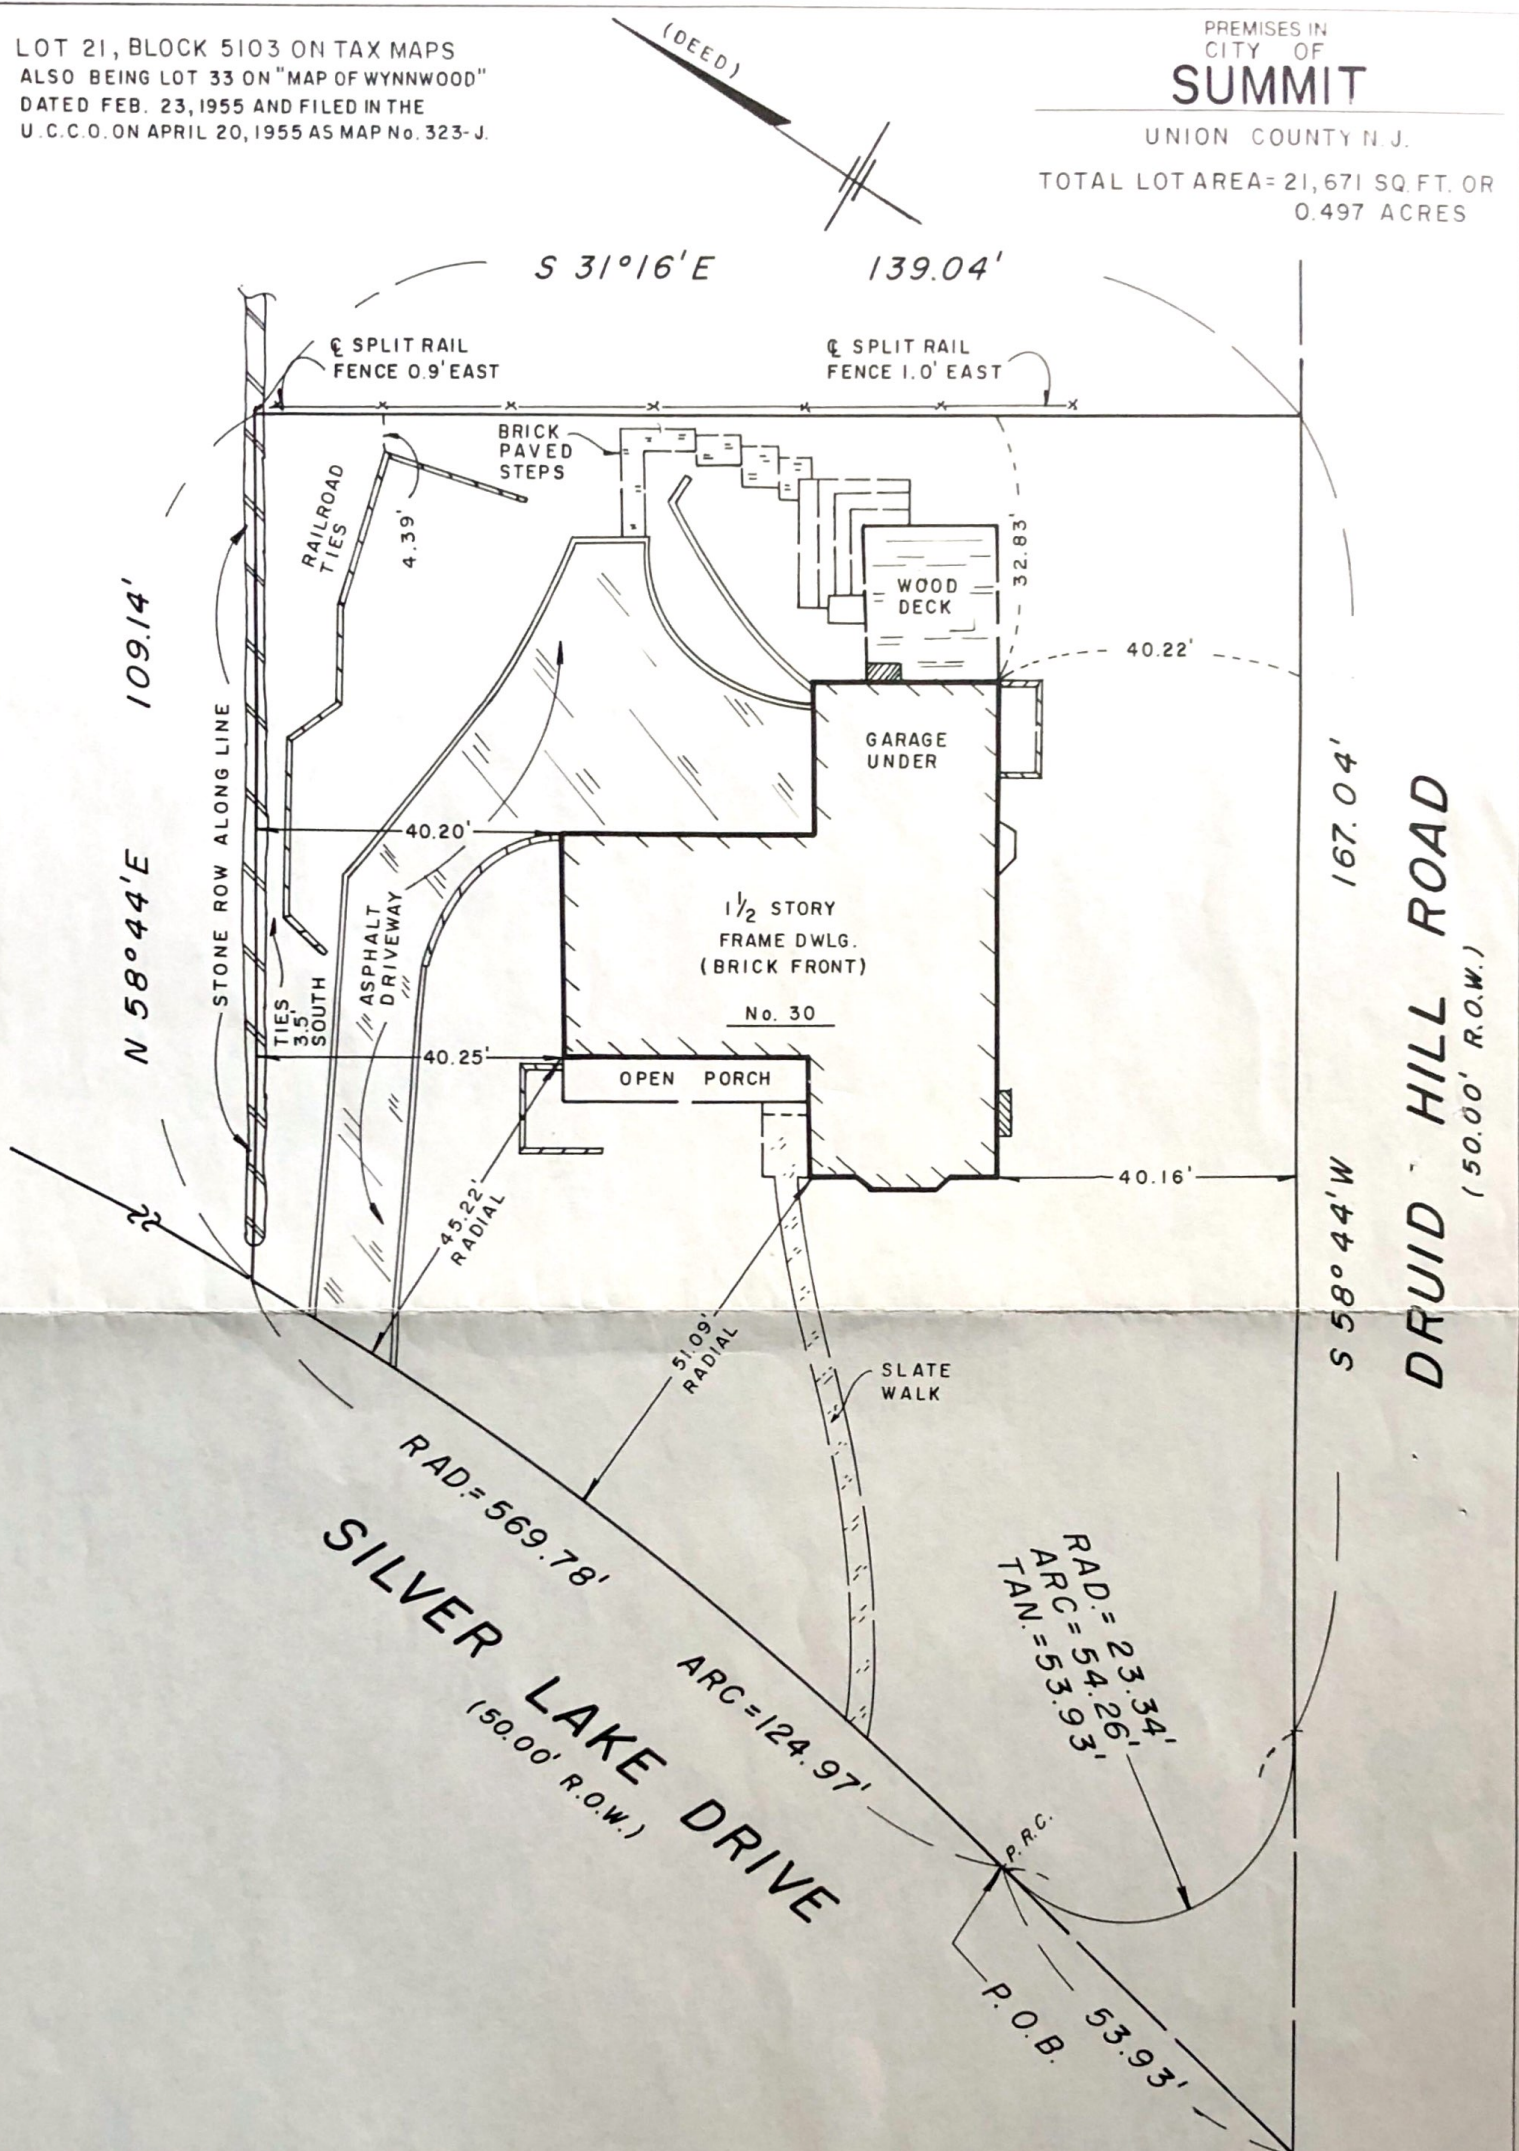 LOT 21, BLOCK 5103 ON TAX MAPS
ALSO BEING LOT 33 ON "MAP OF WYNNWOOD"
DATED FEB. 23, 1955 AND FILED IN THE
U.C.C.O. ON APRIL 20, 1955 AS MAP No. 323-J.
(DEED)
PREMISES IN
CITY OF
SUMMIT
UNION COUNTY N.J.
TOTAL LOT AREA = 21,671 SQ. FT. OR
0.497 ACRES
S 31°16'E 139.04'
℄ SPLIT RAIL
FENCE 0.9' EAST
℄ SPLIT RAIL
FENCE 1.0' EAST
BRICK
PAVED
STEPS
RAILROAD
TIES
4.39'
WOOD
DECK
32.83'
40.22'
N 58°44'E 109.14'
STONE ROW ALONG LINE
GARAGE
UNDER
40.20'
ASPHALT
DRIVEWAY
TIES
3.5'
SOUTH
1½ STORY
FRAME DWLG.
(BRICK FRONT)
No. 30
40.25'
OPEN PORCH
40.16'
S 58°44'W 167.04'
DRUID - HILL ROAD
(50.00' R.O.W.)
22
45.22'
RADIAL
51.09'
RADIAL
SLATE
WALK
RAD. = 569.78'
ARC = 124.97'
SILVER LAKE DRIVE
(50.00' R.O.W.)
RAD. = 23.34'
ARC = 54.26'
TAN. = 53.93'
P.R.C.
P.O.B.
53.93'